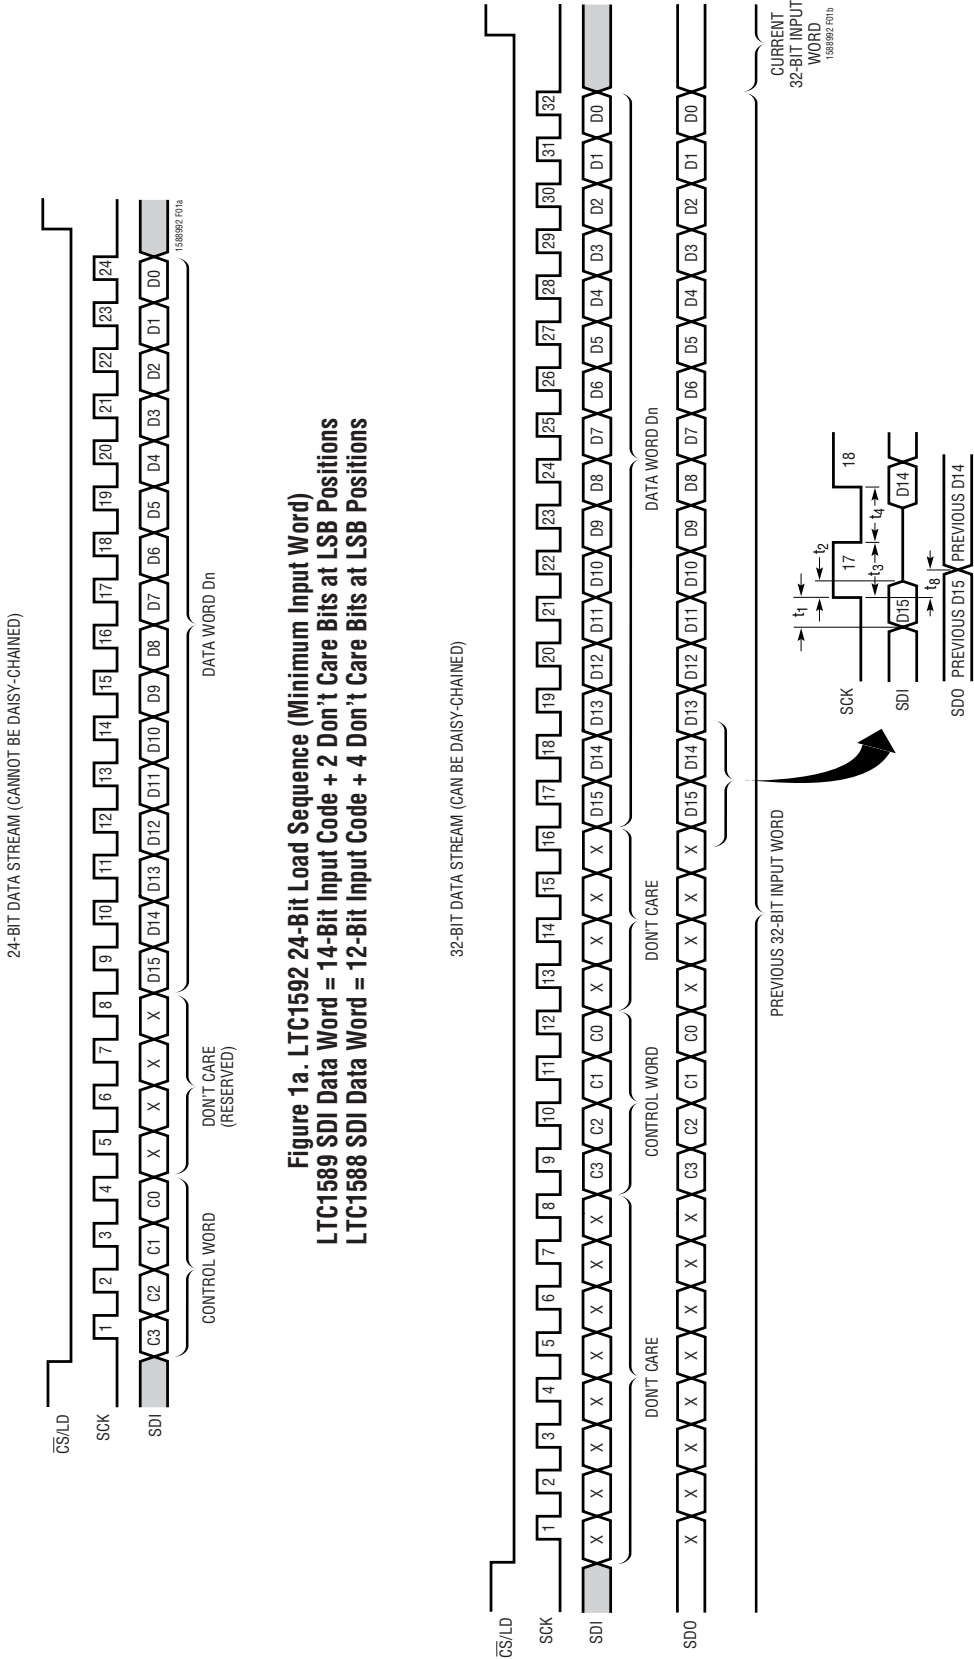 24-BIT DATA STREAM (CANNOT BE DAISY-CHAINED)
CS/LD
SCK 1 2 3 4 5 6 7 8 9 10 11 12 13 14 15 16 17 18 19 20 21 22 23 24
SDI C3 C2 C1 C0 X X X X D15 D14 D13 D12 D11 D10 D9 D8 D7 D6 D5 D4 D3 D2 D1 D0
1588992 F01a
CONTROL WORD
DON'T CARE
(RESERVED)
DATA WORD Dn
Figure 1a. LTC1592 24-Bit Load Sequence (Minimum Input Word)
LTC1589 SDI Data Word = 14-Bit Input Code + 2 Don't Care Bits at LSB Positions
LTC1588 SDI Data Word = 12-Bit Input Code + 4 Don't Care Bits at LSB Positions
32-BIT DATA STREAM (CAN BE DAISY-CHAINED)
CS/LD
SCK 1 2 3 4 5 6 7 8 9 10 11 12 13 14 15 16 17 18 19 20 21 22 23 24 25 26 27 28 29 30 31 32
SDI X X X X X X X X C3 C2 C1 C0 X X X X D15 D14 D13 D12 D11 D10 D9 D8 D7 D6 D5 D4 D3 D2 D1 D0
DON'T CARE
CONTROL WORD
DON'T CARE
DATA WORD Dn
SDO X X X X X X X X C3 C2 C1 C0 X X X X D15 D14 D13 D12 D11 D10 D9 D8 D7 D6 D5 D4 D3 D2 D1 D0
PREVIOUS 32-BIT INPUT WORD
CURRENT
32-BIT INPUT
WORD
1588992 F01b
t1
t2
SCK 17 18
t3 t4
SDI D15 D14
t8
SDO PREVIOUS D15 PREVIOUS D14